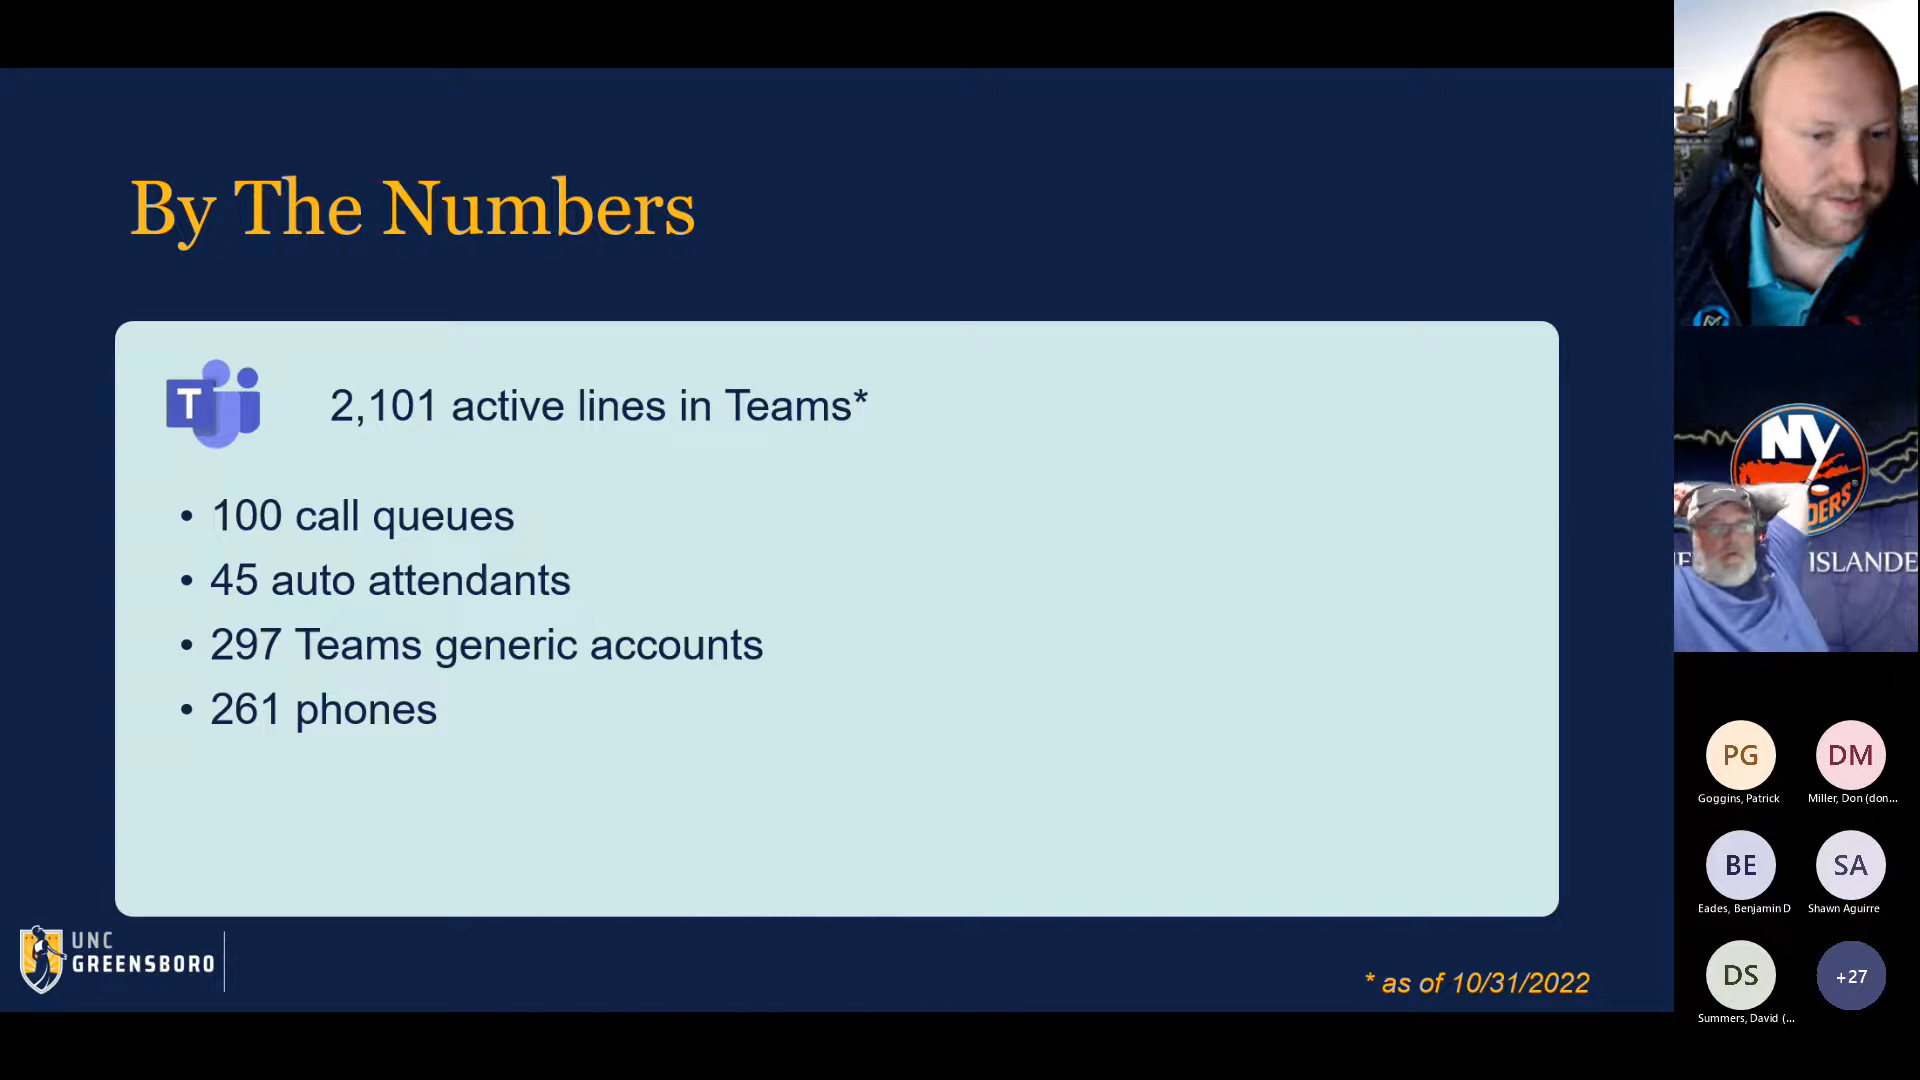 By The Numbers
T
2,101 active lines in Teams*
• 100 call queues
• 45 auto attendants
• 297 Teams generic accounts
• 261 phones
UNC
GREENSBORO
* as of 10/31/2022
NY
DERS
ISLANDE
PG
Goggins, Patrick
DM
Miller, Don (don...
BE
Eades, Benjamin D
SA
Shawn Aguirre
DS
Summers, David (...
+27